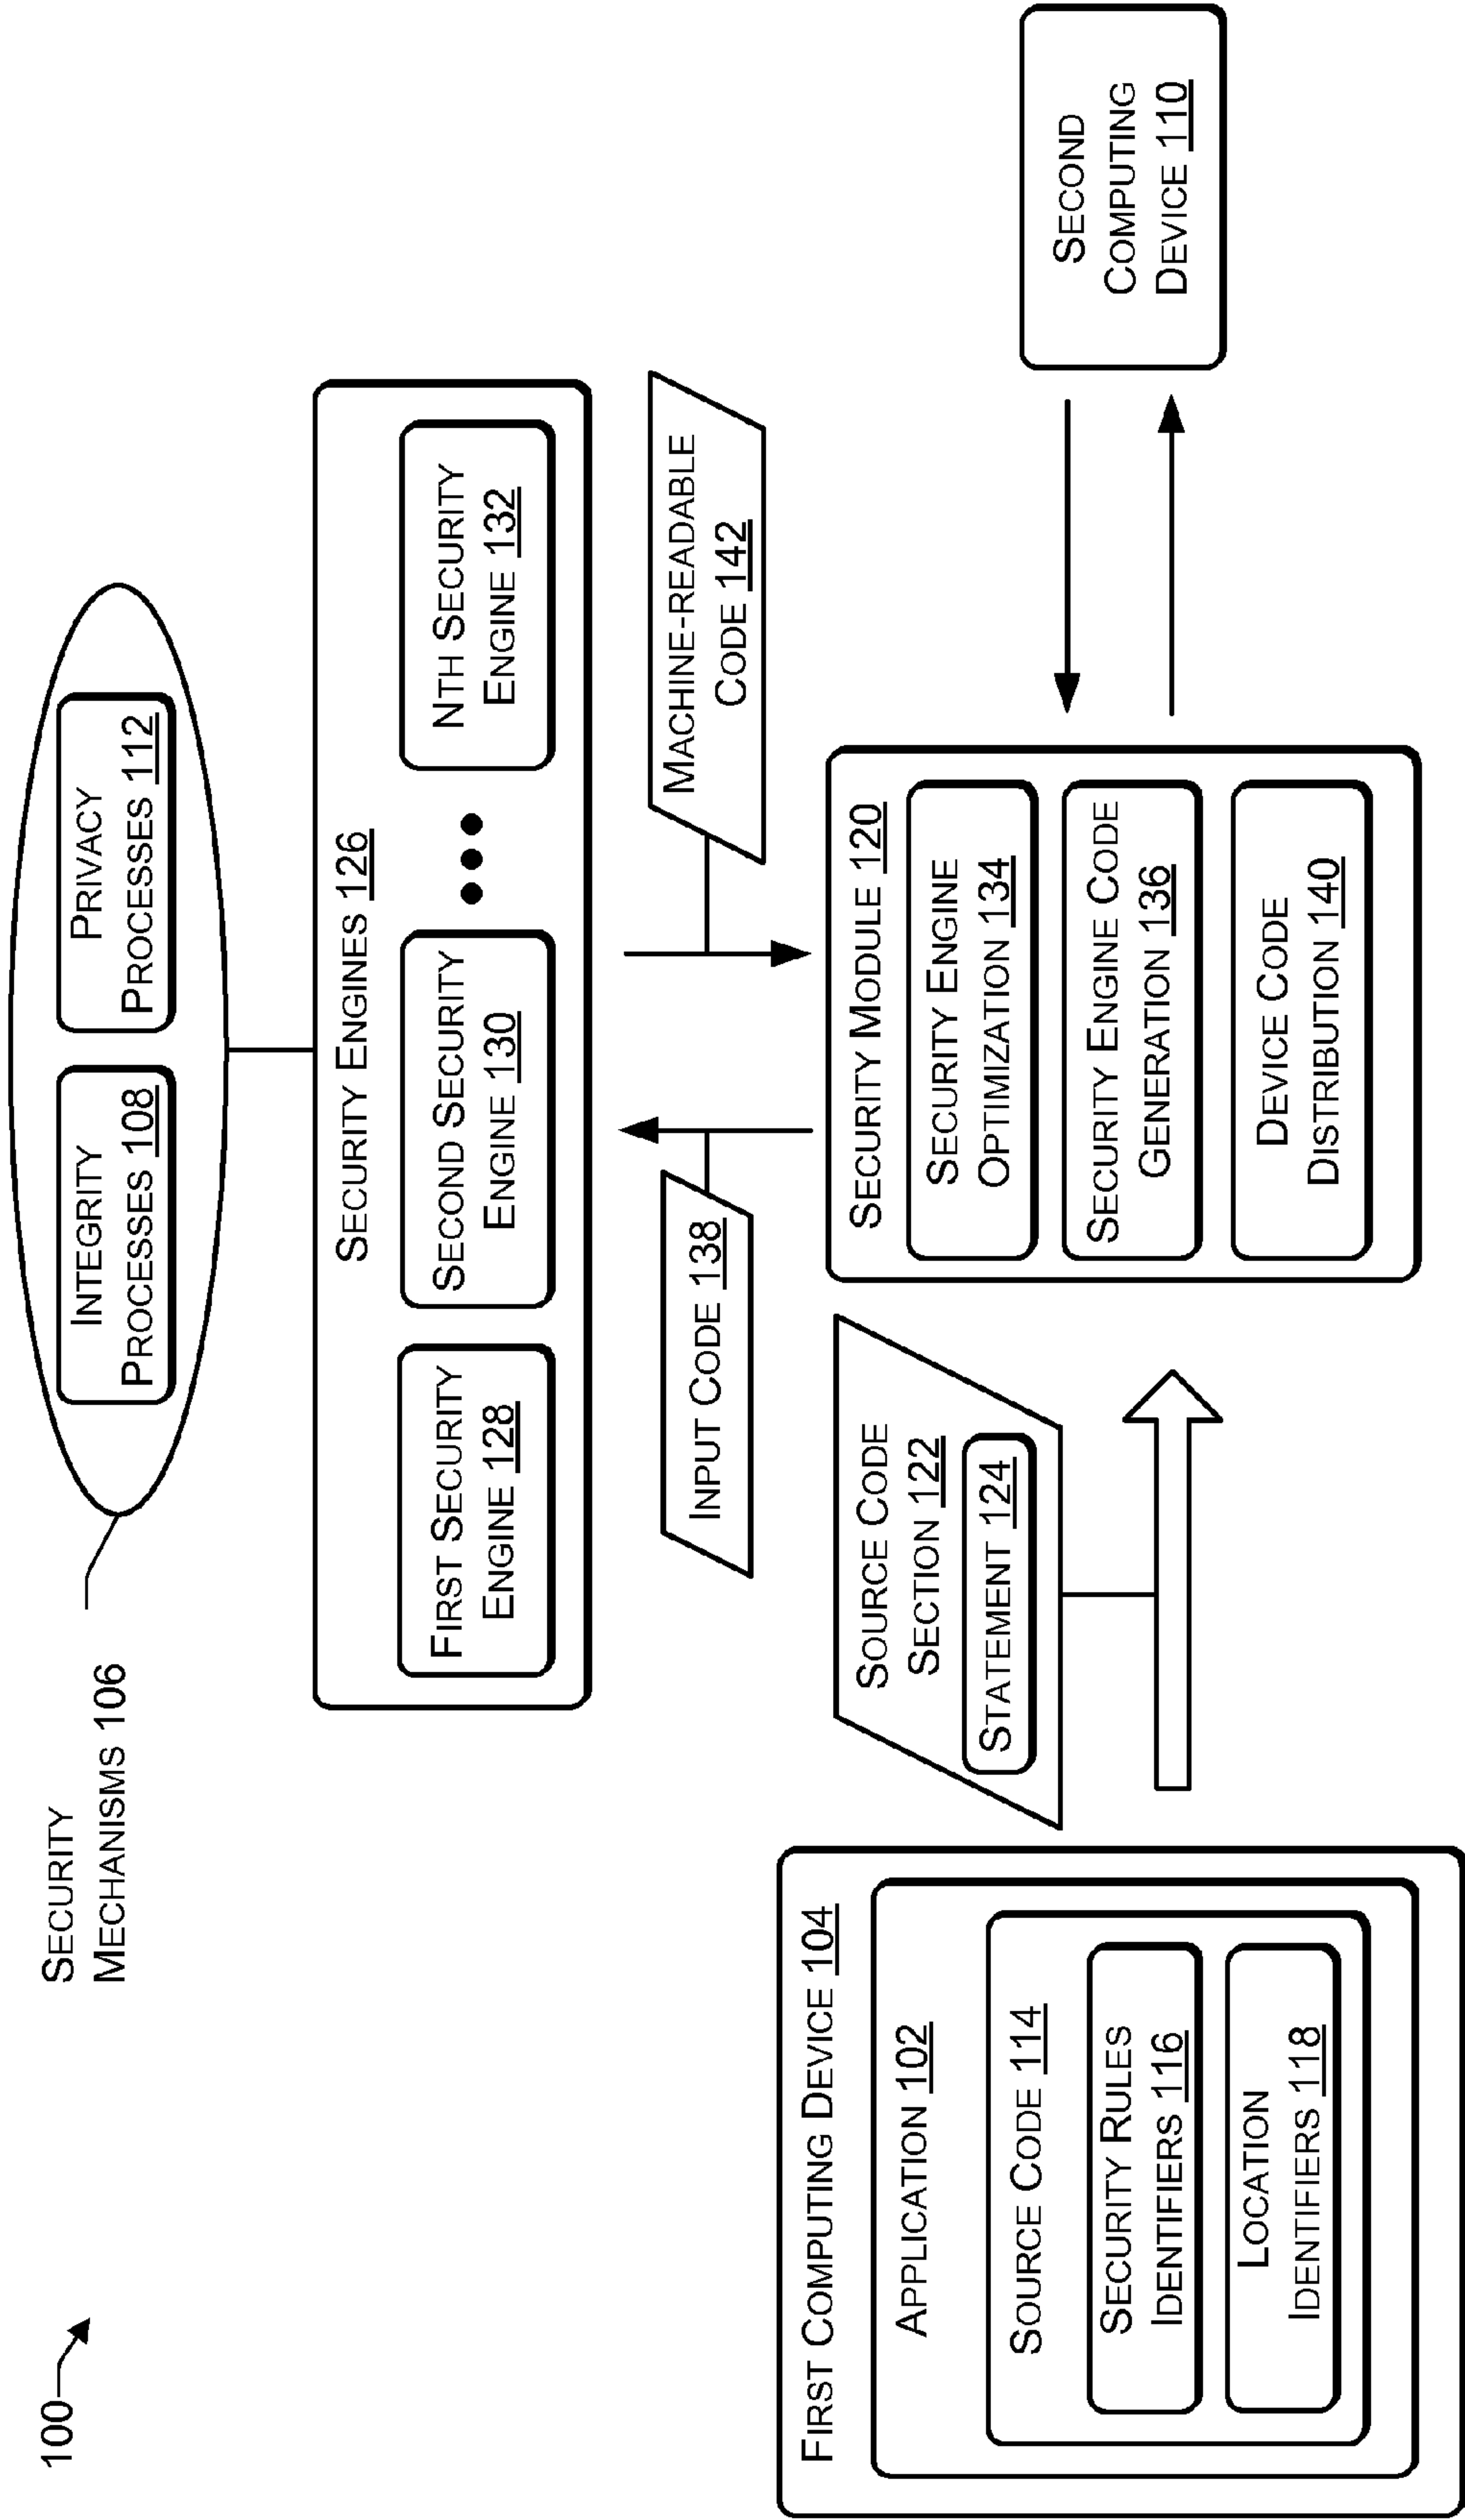 100
SECURITY
MECHANISMS 106
INTEGRITY
PROCESSES 108
PRIVACY
PROCESSES 112
SECURITY ENGINES 126
FIRST SECURITY
ENGINE 128
SECOND SECURITY
ENGINE 130
NTH SECURITY
ENGINE 132
INPUT CODE 138
MACHINE-READABLE
CODE 142
FIRST COMPUTING DEVICE 104
APPLICATION 102
SOURCE CODE 114
SECURITY RULES
IDENTIFIERS 116
LOCATION
IDENTIFIERS 118
SOURCE CODE
SECTION 122
STATEMENT 124
SECURITY MODULE 120
SECURITY ENGINE
OPTIMIZATION 134
SECURITY ENGINE CODE
GENERATION 136
DEVICE CODE
DISTRIBUTION 140
SECOND
COMPUTING
DEVICE 110